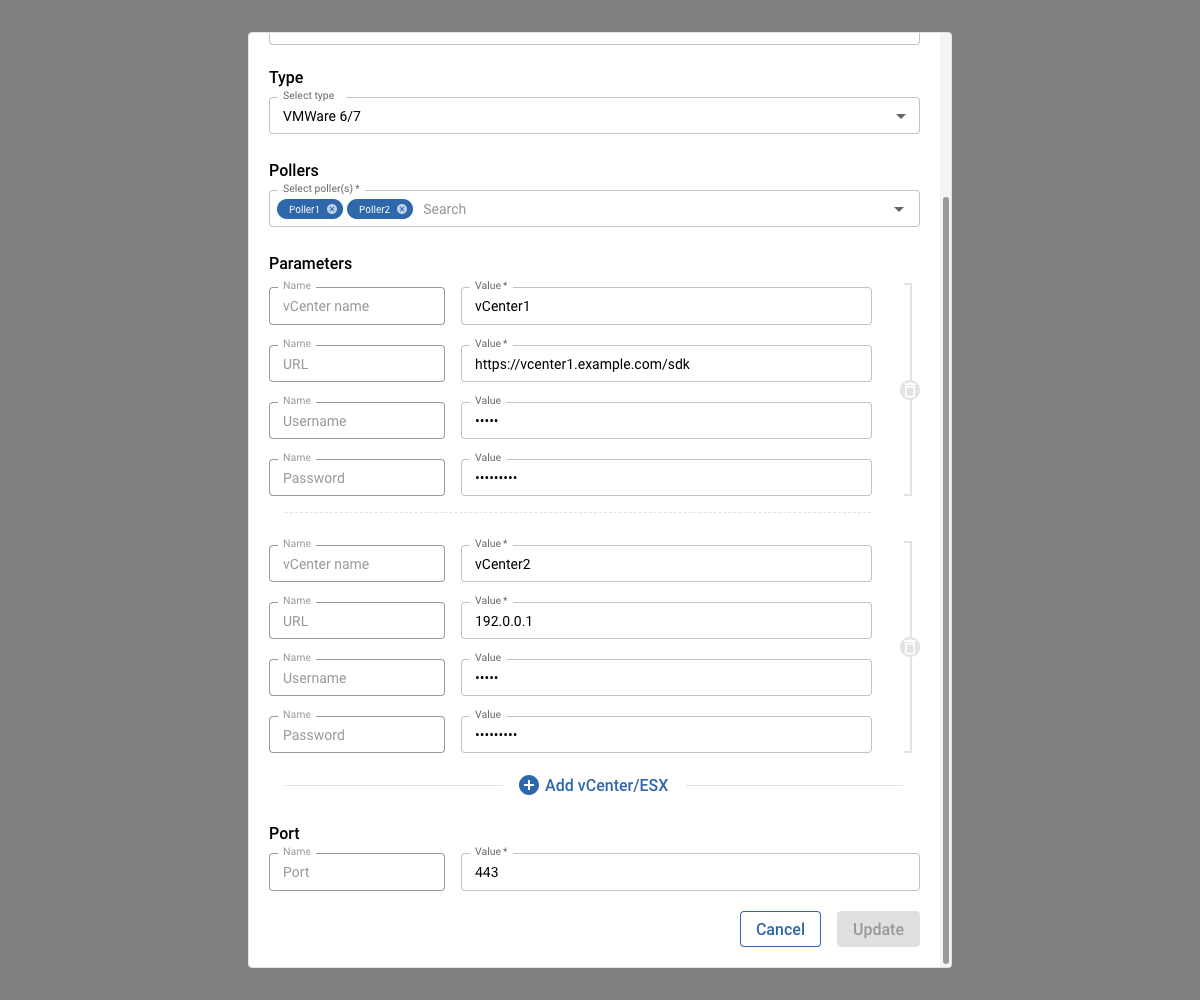 Type
Select type
VMWare 6/7
Pollers
Select poller(s) *
Poller1 Poller2 Search
Parameters
Name Value *
vCenter name vCenter1
Name Value *
URL https://vcenter1.example.com/sdk
Name Value
Username •••••
Name Value
Password •••••••••
Name Value *
vCenter name vCenter2
Name Value *
URL 192.0.0.1
Name Value
Username •••••
Name Value
Password •••••••••
Add vCenter/ESX
Port
Name Value *
Port 443
Cancel Update